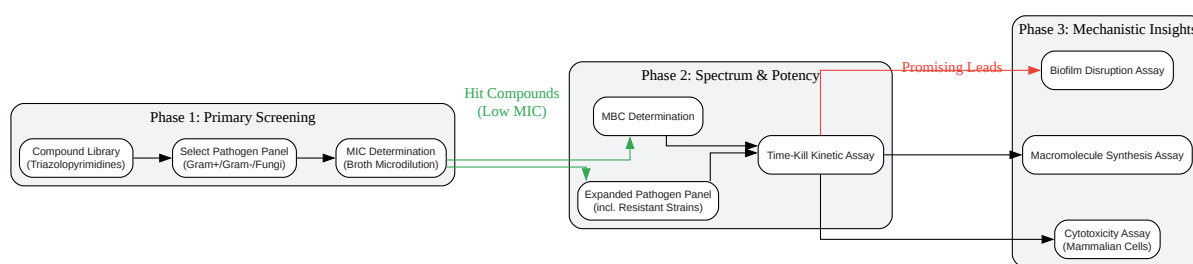 Phase 1: Primary Screening
Compound Library
(Triazolopyrimidines)
Select Pathogen Panel
(Gram+/Gram-/Fungi)
MIC Determination
(Broth Microdilution)
Hit Compounds
(Low MIC)
Phase 2: Spectrum & Potency
MBC Determination
Expanded Pathogen Panel
(incl. Resistant Strains)
Time-Kill Kinetic Assay
Promising Leads
Phase 3: Mechanistic Insights
Biofilm Disruption Assay
Macromolecule Synthesis Assay
Cytotoxicity Assay
(Mammalian Cells)